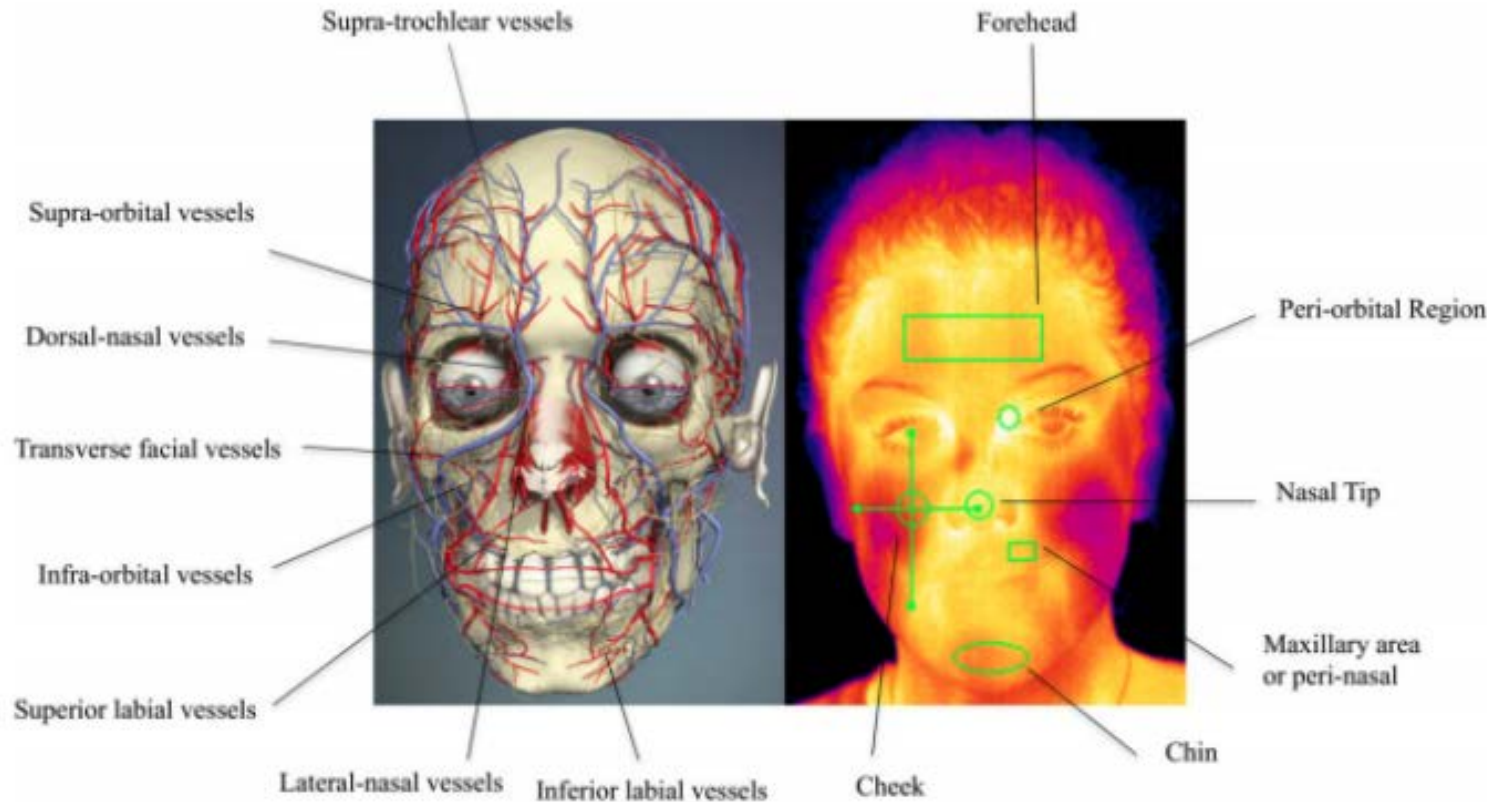 Supra-trochlear vessels
Forehead
Supra-orbital vessels
Peri-orbital Region
Dorsal-nasal vessels
Transverse facial vessels
Nasal Tip
Infra-orbital vessels
Maxillary area
or peri-nasal
Superior labial vessels
Chin
Lateral-nasal vessels
Inferior labial vessels
Cheek